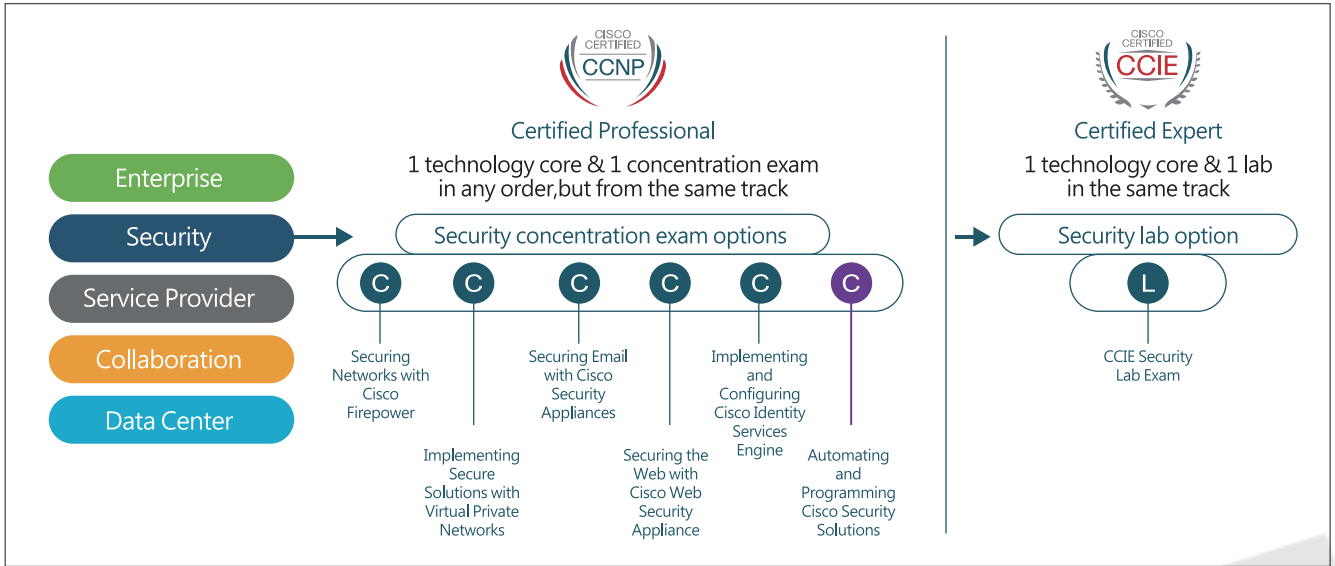 CISCO
CERTIFIED
CCNP
Certified Professional
1 technology core & 1 concentration exam
in any order,but from the same track
Enterprise
Security
Service Provider
Collaboration
Data Center
Security concentration exam options
C
C
C
C
C
C
Securing
Networks with
Cisco
Firepower
Implementing
Secure
Solutions with
Virtual Private
Networks
Securing Email
with Cisco
Security
Appliances
Securing the
Web with
Cisco Web
Security
Appliance
Implementing
and
Configuring
Cisco Identity
Services
Engine
Automating
and
Programming
Cisco Security
Solutions
CISCO
CERTIFIED
CCIE
Certified Expert
1 technology core & 1 lab
in the same track
Security lab option
L
CCIE Security
Lab Exam